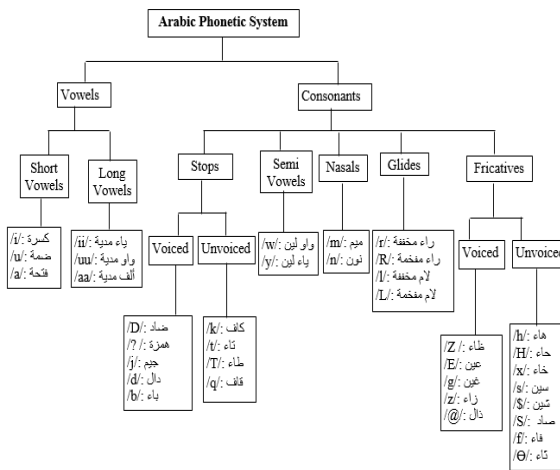 Arabic Phonetic System
Vowels
Consonants
Short
Vowels
Long
Vowels
Stops
Semi
Vowels
Nasals
Glides
Fricatives
/i/: كسرة
/u/: ضمة
/a/: فتحة
/ii/: ياء مدية
/uu/: واو مدية
/aa/: ألف مدية
Voiced
Unvoiced
/w/: واو لين
/y/: ياء لين
/m/: ميم
/n/: نون
/r/: راء مخففة
/R/: راء مفخمة
/l/: لام مخففة
/L/: لام مفخمة
Voiced
Unvoiced
/D/: ضاد
/?/: همزة
/j/: جيم
/d/: دال
/b/: باء
/k/: كاف
/t/: تاء
/T/: طاء
/q/: قاف
/Z/: ظاء
/E/: عين
/g/: غين
/z/: زاء
/@/: ذال
/h/: هاء
/H/: حاء
/x/: خاء
/s/: سين
/$/: شين
/S/: صاد
/f/: فاء
/Ө/: ثاء